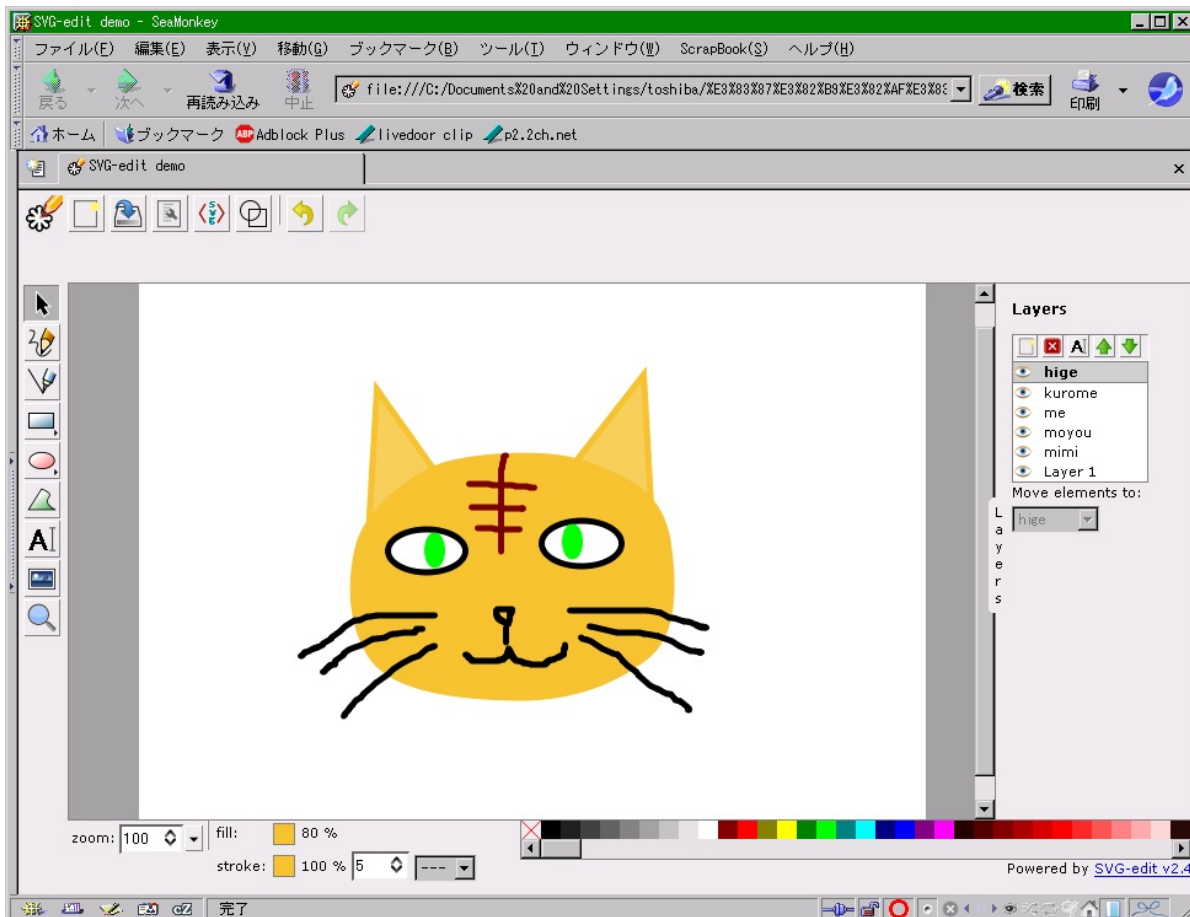 SVG-edit demo - SeaMonkey
ファイル(F) 編集(E) 表示(V) 移動(G) ブックマーク(B) ツール(T) ウィンドウ(W) ScrapBook(S) ヘルプ(H)
戻る 次へ 再読み込み 中止 file:///C:/Documents%20and%20Settings/toshiba/%E3%83%87%E3%82%B9%E3%82%AF%E3%8 検索 印刷
ホーム ブックマーク ABP Adblock Plus livedoor clip p2.2ch.net
SVG-edit demo
Layers
hige
kurome
me
moyou
mimi
Layer 1
Move elements to:
hige
Layers
zoom: 100 fill: 80 %
stroke: 100 % 5 ---
Powered by SVG-edit v2.4
完了